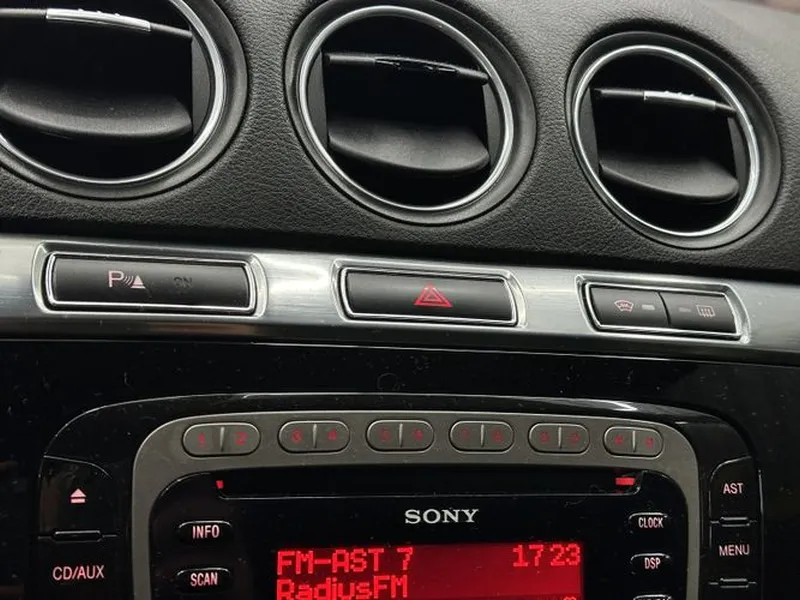 P
1 2 3 4 5 6 7 8 9 0
SONY
AST
INFO
CLOCK
FM-AST 7 17 23
CD/AUX
SCAN
RadiusFM
DSP
MENU